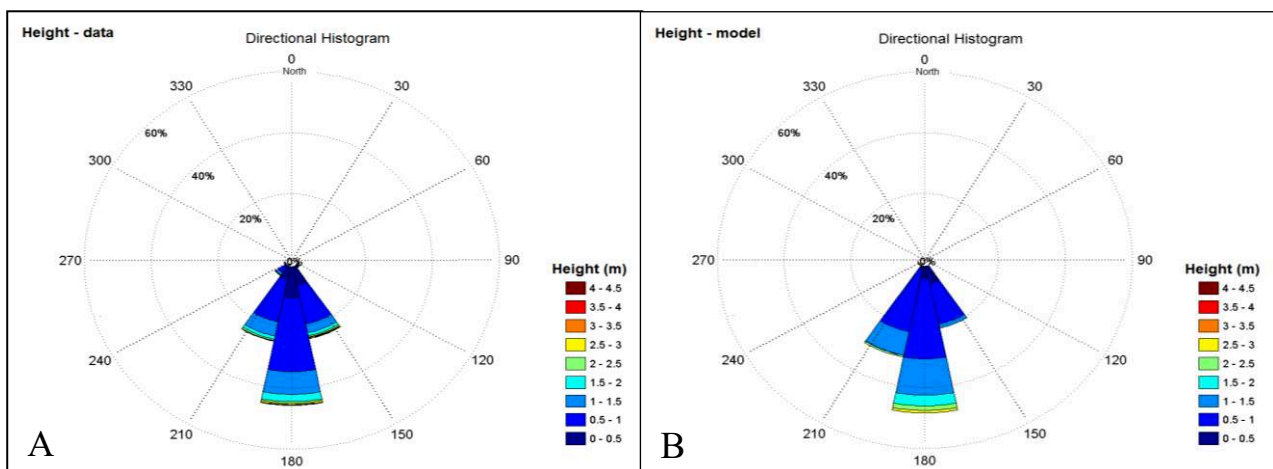 Height - data
Directional Histogram
0
North
330
30
60%
300
60
40%
20%
270
0%
90
Height (m)
4 - 4.5
3.5 - 4
3 - 3.5
2.5 - 3
2 - 2.5
1.5 - 2
1 - 1.5
0.5 - 1
0 - 0.5
240
120
210
150
180
A
Height - model
Directional Histogram
0
North
330
30
60%
300
60
40%
20%
270
0%
90
Height (m)
4 - 4.5
3.5 - 4
3 - 3.5
2.5 - 3
2 - 2.5
1.5 - 2
1 - 1.5
0.5 - 1
0 - 0.5
240
120
210
150
180
B